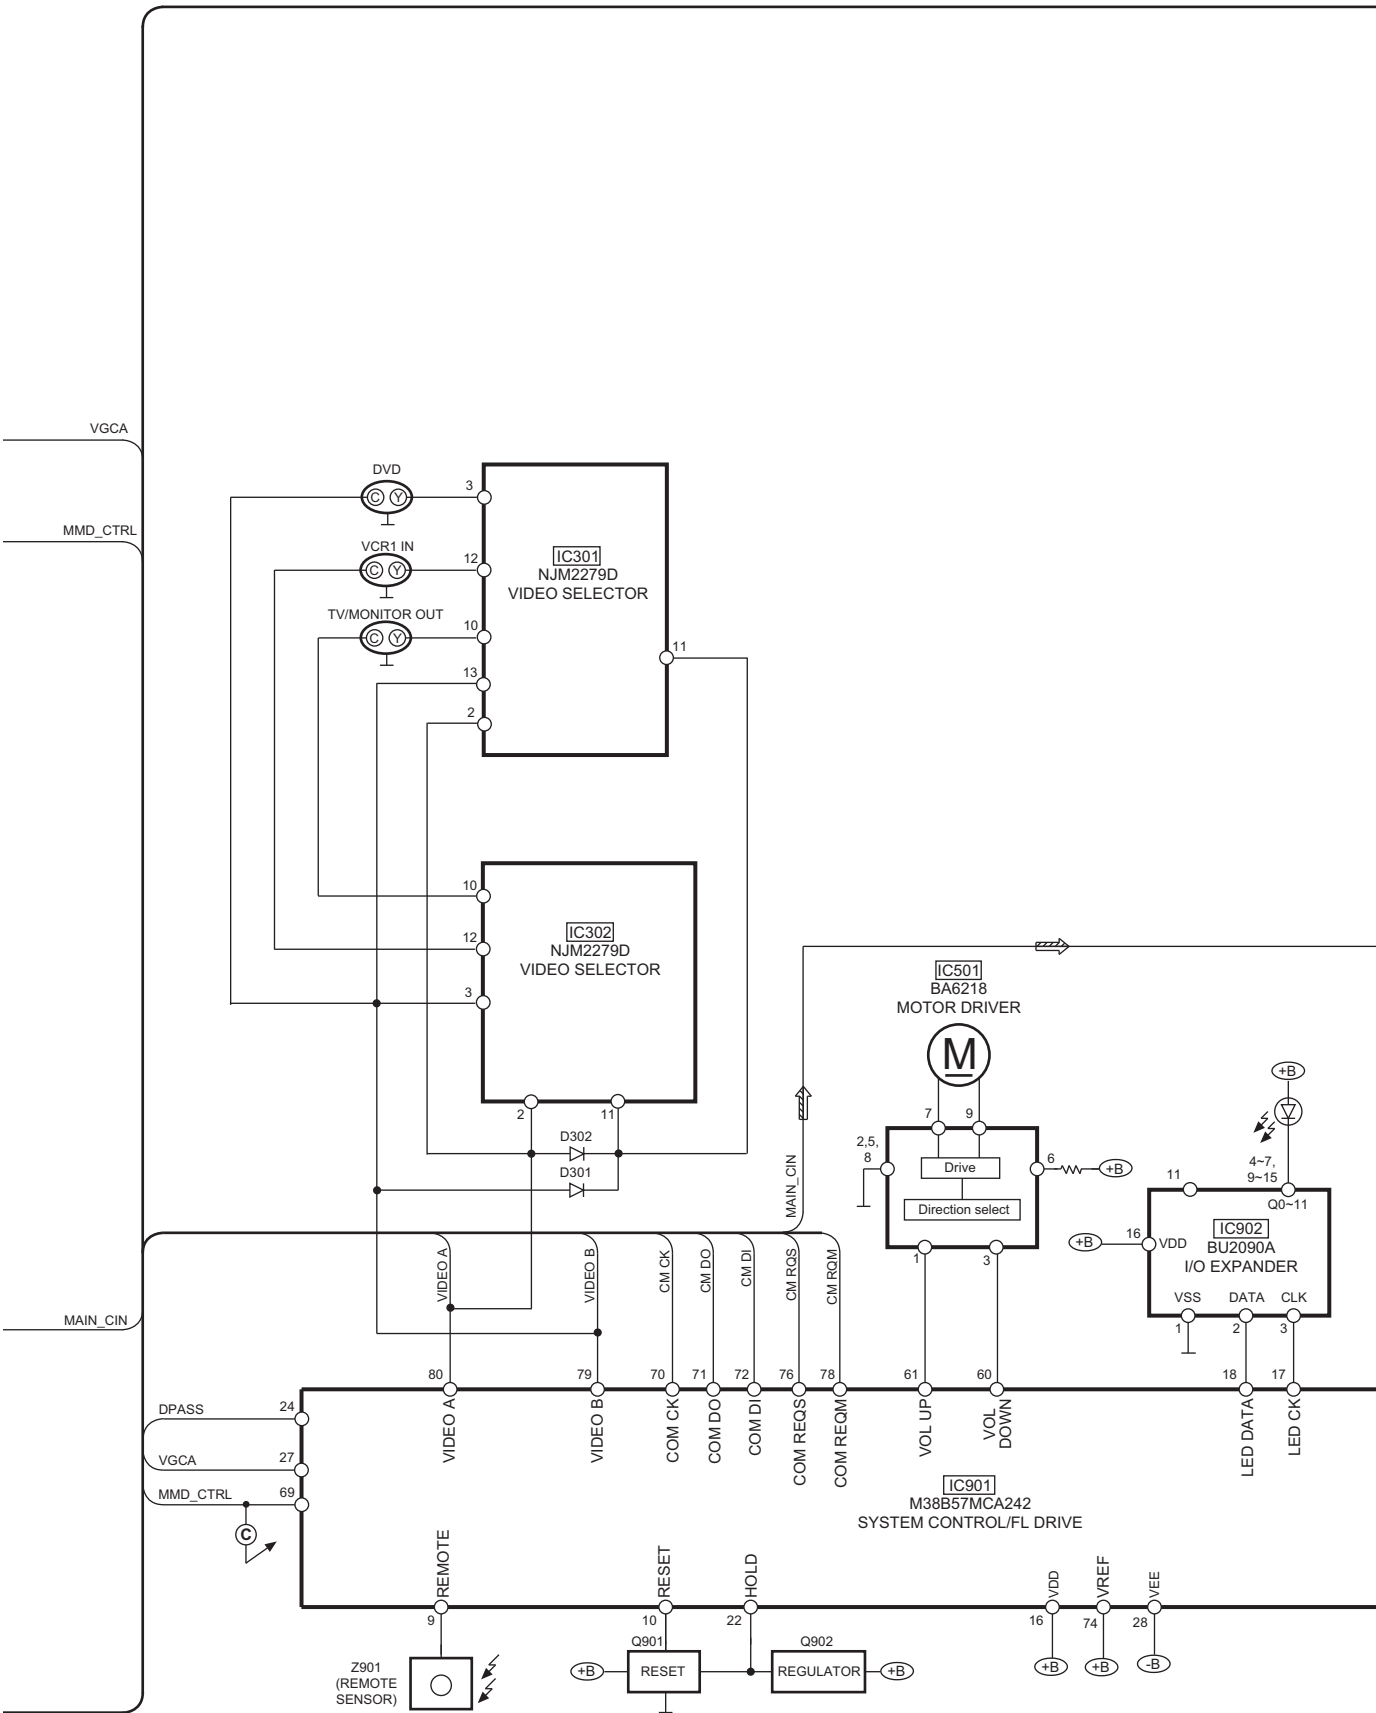 VGCA
DVD
C Y
3
VCR1 IN
C Y
12
MMD_CTRL
TV/MONITOR OUT
C Y
10
13
2
IC301
NJM2279D
VIDEO SELECTOR
11
10
12
3
IC302
NJM2279D
VIDEO SELECTOR
2
11
D302
D301
MAIN_CIN
IC501
BA6218
MOTOR DRIVER
M
7
9
2,5,
8
Drive
Direction select
6
+B
1
3
+B
4~7,
9~15
11
Q0~11
+B
16
VDD
IC902
BU2090A
I/O EXPANDER
VSS
DATA
CLK
1
2
3
MAIN_CIN
VIDEO A
VIDEO B
CM CK
CM DO
CM DI
CM RQS
CM RQM
80
79
70
71
72
76
78
61
60
18
17
DPASS
24
VGCA
27
MMD_CTRL
69
C
VIDEO A
VIDEO B
COM CK
COM DO
COM DI
COM REQS
COM REQM
VOL UP
VOL
DOWN
LED DATA
LED CK
IC901
M38B57MCA242
SYSTEM CONTROL/FL DRIVE
REMOTE
RESET
HOLD
VDD
VREF
VEE
9
10
22
16
74
28
Z901
(REMOTE
SENSOR)
+B
Q901
RESET
Q902
REGULATOR
+B
+B
+B
-B